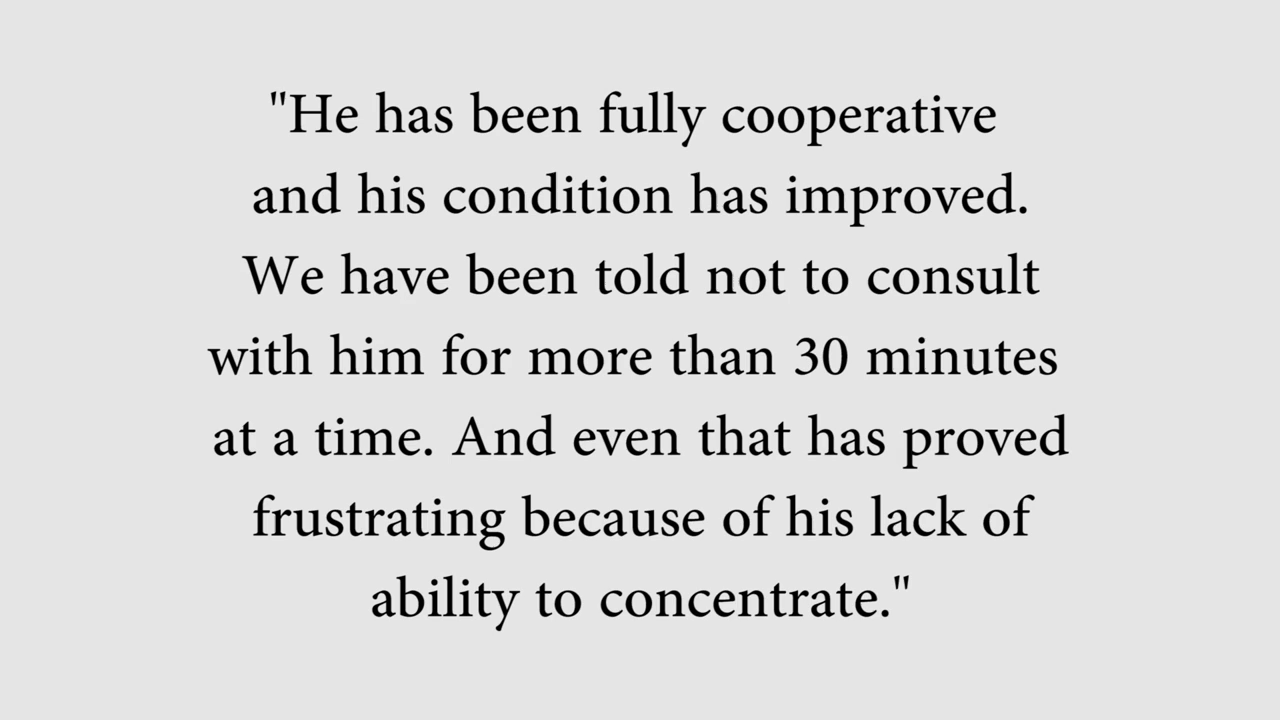 "He has been fully cooperative
and his condition has improved.
We have been told not to consult
with him for more than 30 minutes
at a time. And even that has proved
frustrating because of his lack of
ability to concentrate."